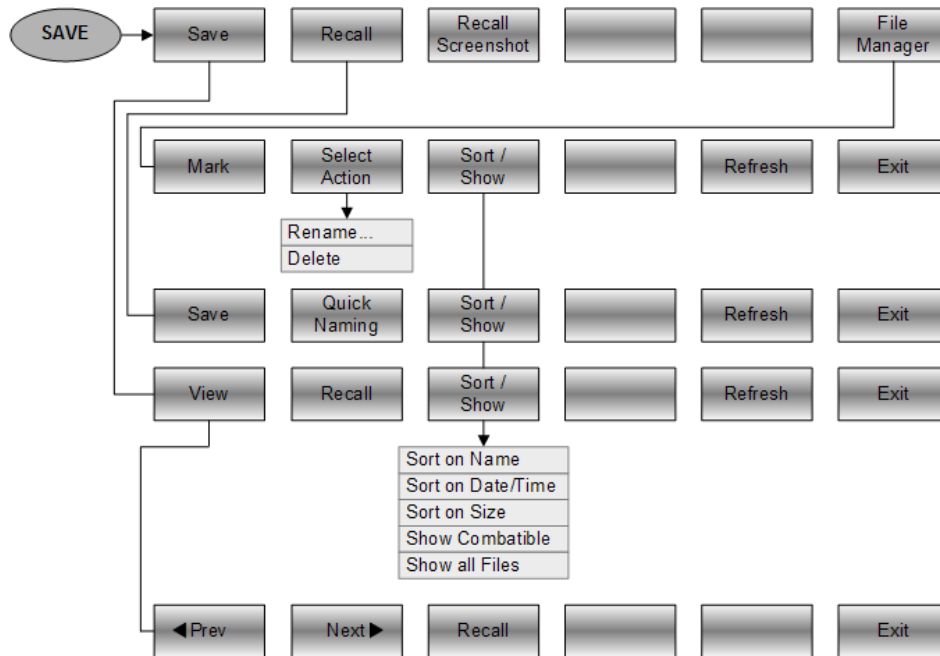 SAVE
Save
Recall
Recall
Screenshot
File
Manager
Mark
Select
Action
Sort /
Show
Refresh
Exit
Rename...
Delete
Save
Quick
Naming
Sort /
Show
Refresh
Exit
View
Recall
Sort /
Show
Refresh
Exit
Sort on Name
Sort on Date/Time
Sort on Size
Show Combatible
Show all Files
◀Prev
Next▶
Recall
Exit